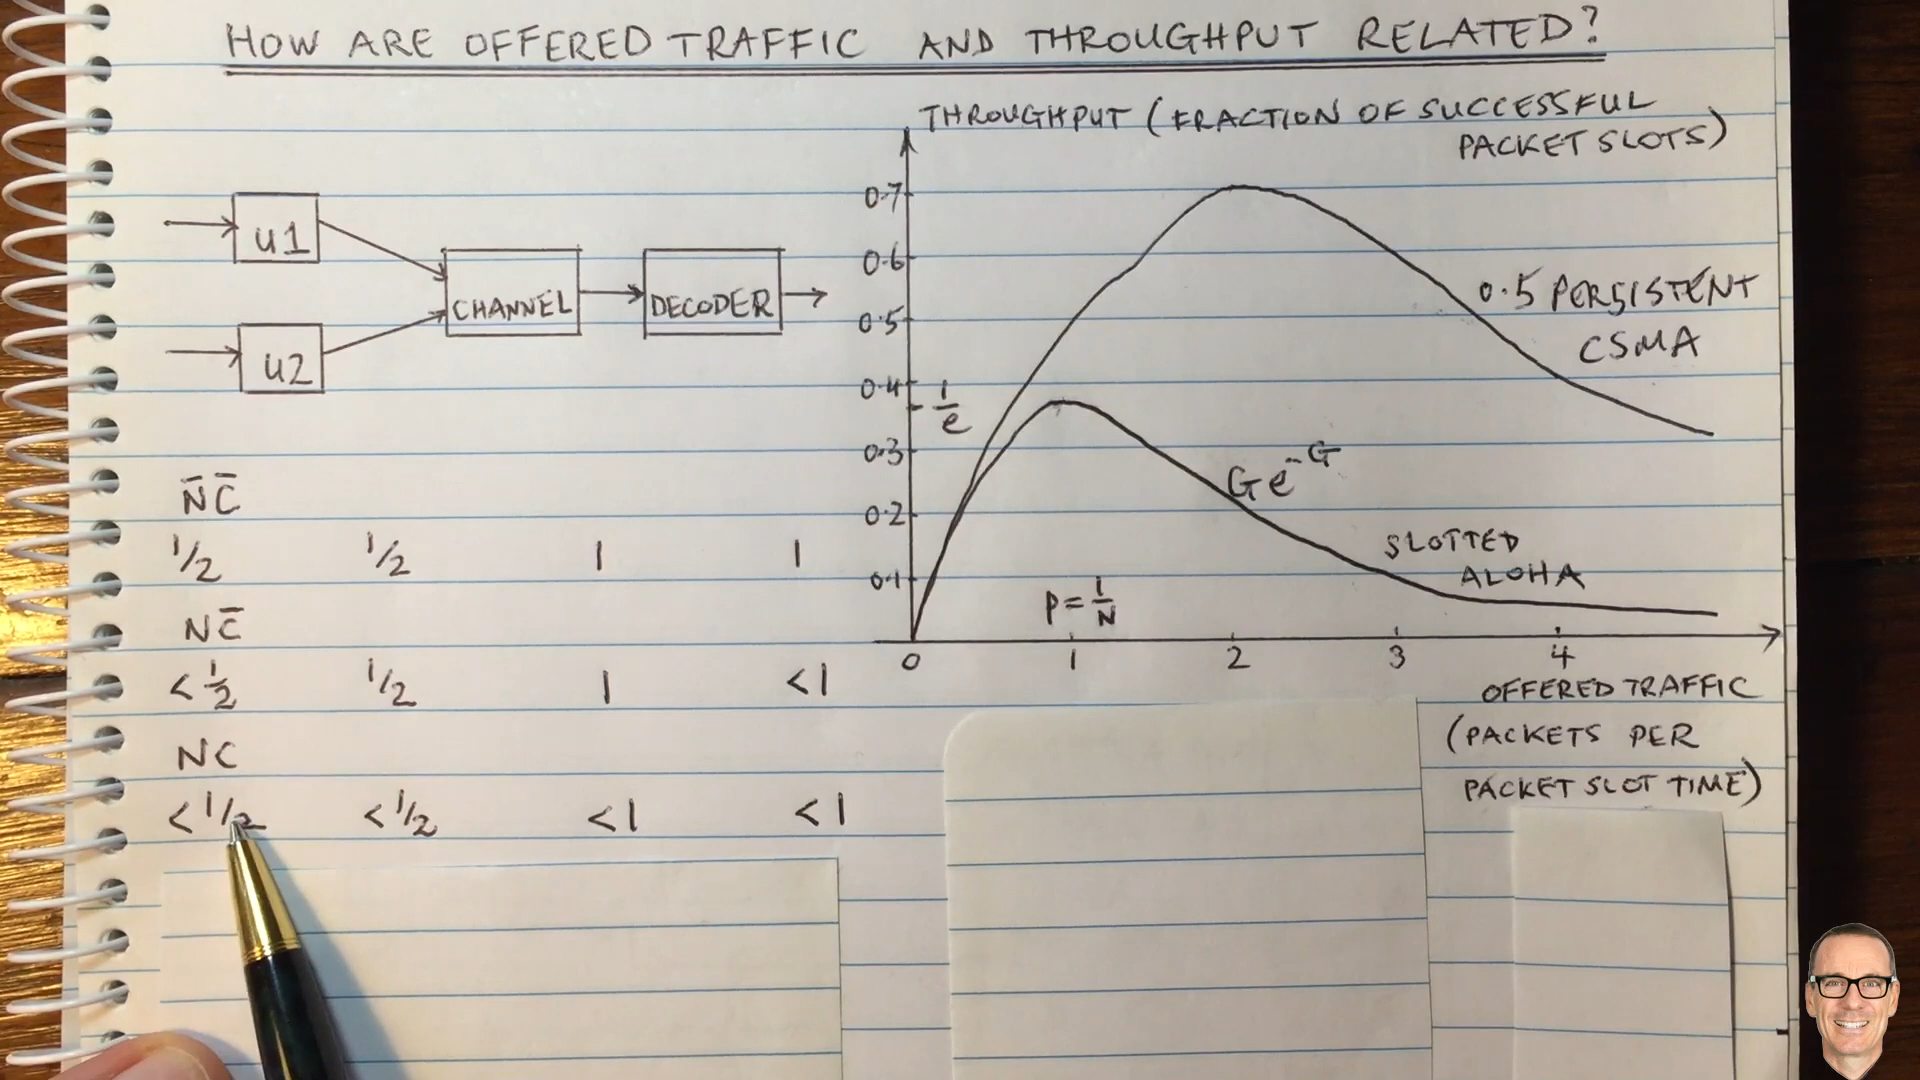 HOW ARE OFFERED TRAFFIC AND THROUGHPUT RELATED?
THROUGHPUT (FRACTION OF SUCCESSFUL
PACKET SLOTS)
U1
U2
CHANNEL
DECODER
0.7
0.6
0.5
0.4
1/e
0.3
0.2
0.1
0 1 2 3 4
0.5 PERSISTENT
CSMA
Ge^-G
SLOTTED
ALOHA
P = 1/N
OFFERED TRAFFIC
(PACKETS PER
PACKET SLOT TIME)
N̅ C̅
1/2 1/2 1 1
N C̅
< 1/2 1/2 1 <1
N C
< 1/2 < 1/2 <1 <1